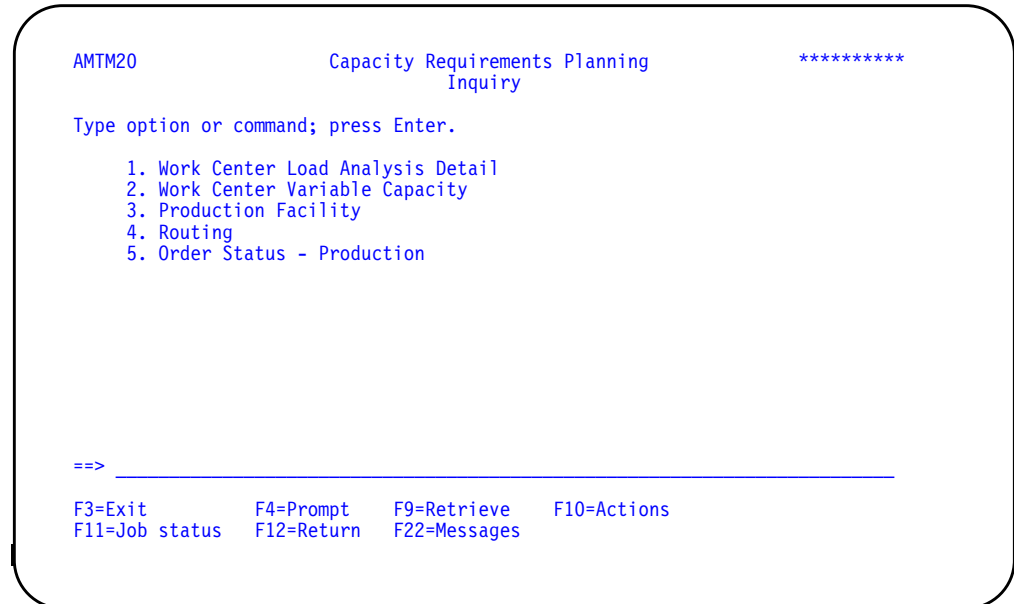 AMTM20 Capacity Requirements Planning **********
Inquiry
Type option or command; press Enter.
1. Work Center Load Analysis Detail
2. Work Center Variable Capacity
3. Production Facility
4. Routing
5. Order Status - Production
==> 
F3=Exit F4=Prompt F9=Retrieve F10=Actions
F11=Job status F12=Return F22=Messages